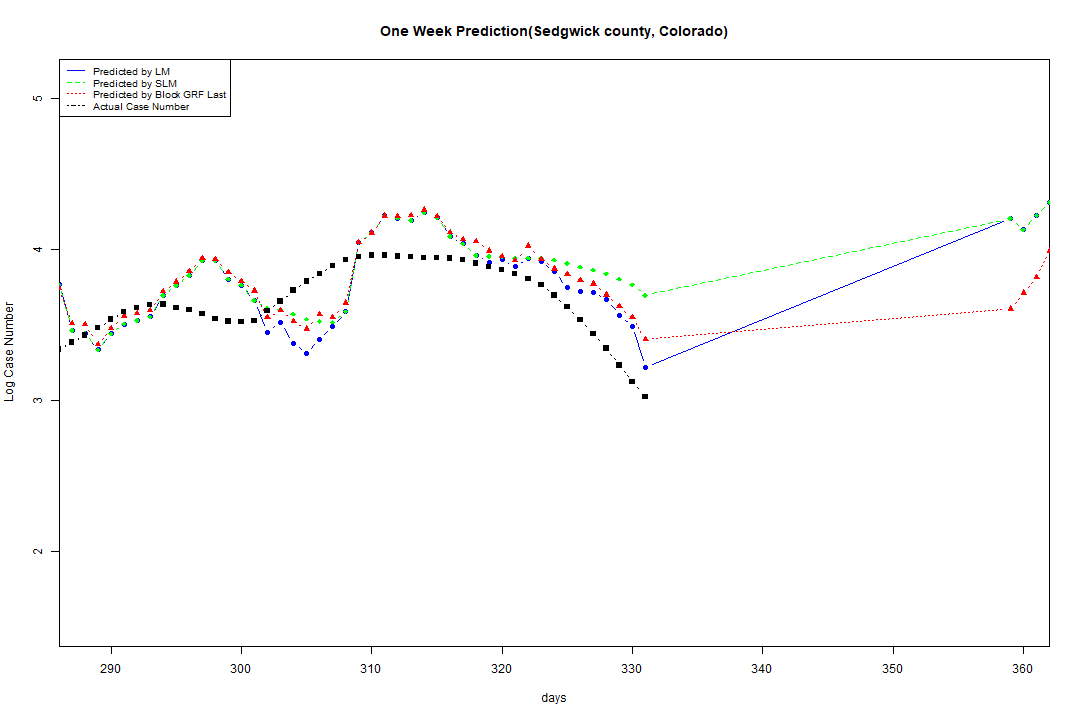 One Week Prediction(Sedgwick county, Colorado)
Predicted by LM
Predicted by SLM
Predicted by Block GRF Last
Actual Case Number
5
4
3
2
Log Case Number
290 300 310 320 330 340 350 360
days